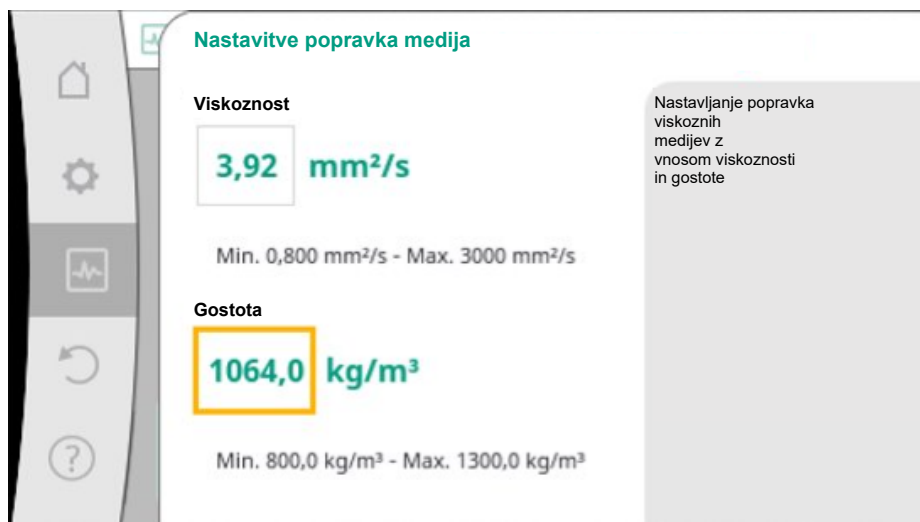 Nastavitve popravka medija
Viskoznost
3,92 mm²/s
Min. 0,800 mm²/s - Max. 3000 mm²/s
Gostota
1064,0 kg/m³
Min. 800,0 kg/m³ - Max. 1300,0 kg/m³
Nastavljanje popravka
viskoznih
medijev z
vnosom viskoznosti
in gostote